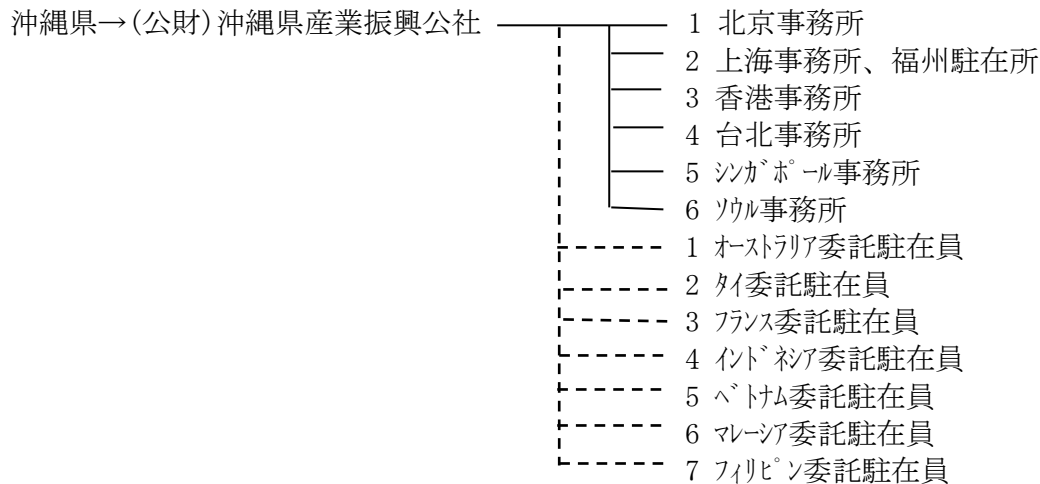 沖縄県→(公財)沖縄県産業振興公社
1 北京事務所
2 上海事務所、福州駐在所
3 香港事務所
4 台北事務所
5 ｼﾝｶﾞﾎﾟｰﾙ事務所
6 ｿｳﾙ事務所
1 ｵｰｽﾄﾗﾘｱ委託駐在員
2 ﾀｲ委託駐在員
3 ﾌﾗﾝｽ委託駐在員
4 ｲﾝﾄﾞﾈｼｱ委託駐在員
5 ﾍﾞﾄﾅﾑ委託駐在員
6 ﾏﾚｰｼｱ委託駐在員
7 ﾌｨﾘﾋﾟﾝ委託駐在員